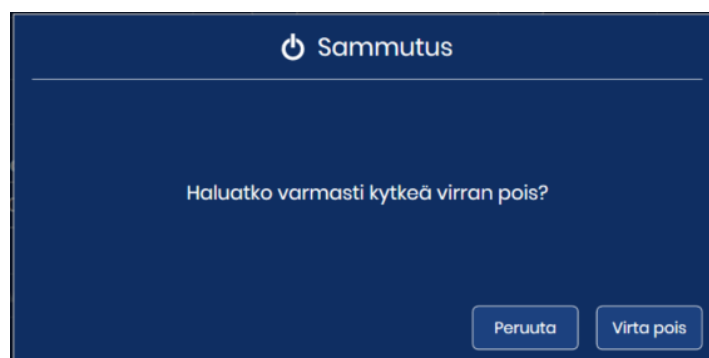 Sammutus
Haluatko varmasti kytkeä virran pois?
Peruuta
Virta pois